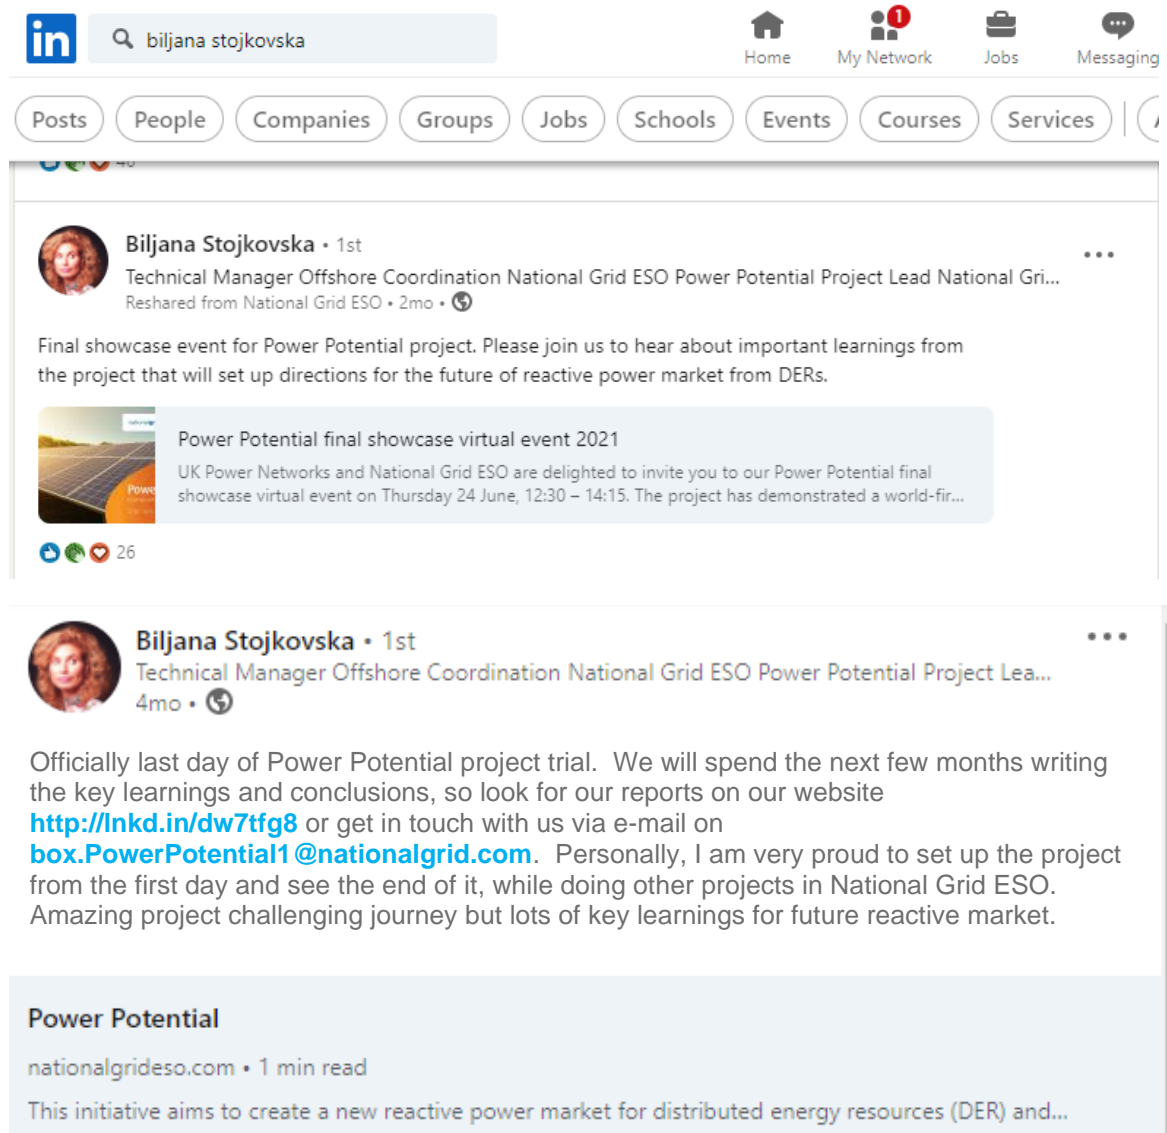 in
biljana stojkovska
1
Home
My Network
Jobs
Messaging
Posts
People
Companies
Groups
Jobs
Schools
Events
Courses
Services
Biljana Stojkovska • 1st
Technical Manager Offshore Coordination National Grid ESO Power Potential Project Lead National Gri...
Reshared from National Grid ESO • 2mo •
Final showcase event for Power Potential project. Please join us to hear about important learnings from
the project that will set up directions for the future of reactive power market from DERs.
Powe
Power Potential final showcase virtual event 2021
UK Power Networks and National Grid ESO are delighted to invite you to our Power Potential final
showcase virtual event on Thursday 24 June, 12:30 – 14:15. The project has demonstrated a world-fir...
26
Biljana Stojkovska • 1st
Technical Manager Offshore Coordination National Grid ESO Power Potential Project Lea...
4mo •
Officially last day of Power Potential project trial.  We will spend the next few months writing
the key learnings and conclusions, so look for our reports on our website
http://lnkd.in/dw7tfg8 or get in touch with us via e-mail on
box.PowerPotential1@nationalgrid.com.  Personally, I am very proud to set up the project
from the first day and see the end of it, while doing other projects in National Grid ESO.
Amazing project challenging journey but lots of key learnings for future reactive market.
Power Potential
nationalgrideso.com • 1 min read
This initiative aims to create a new reactive power market for distributed energy resources (DER) and...